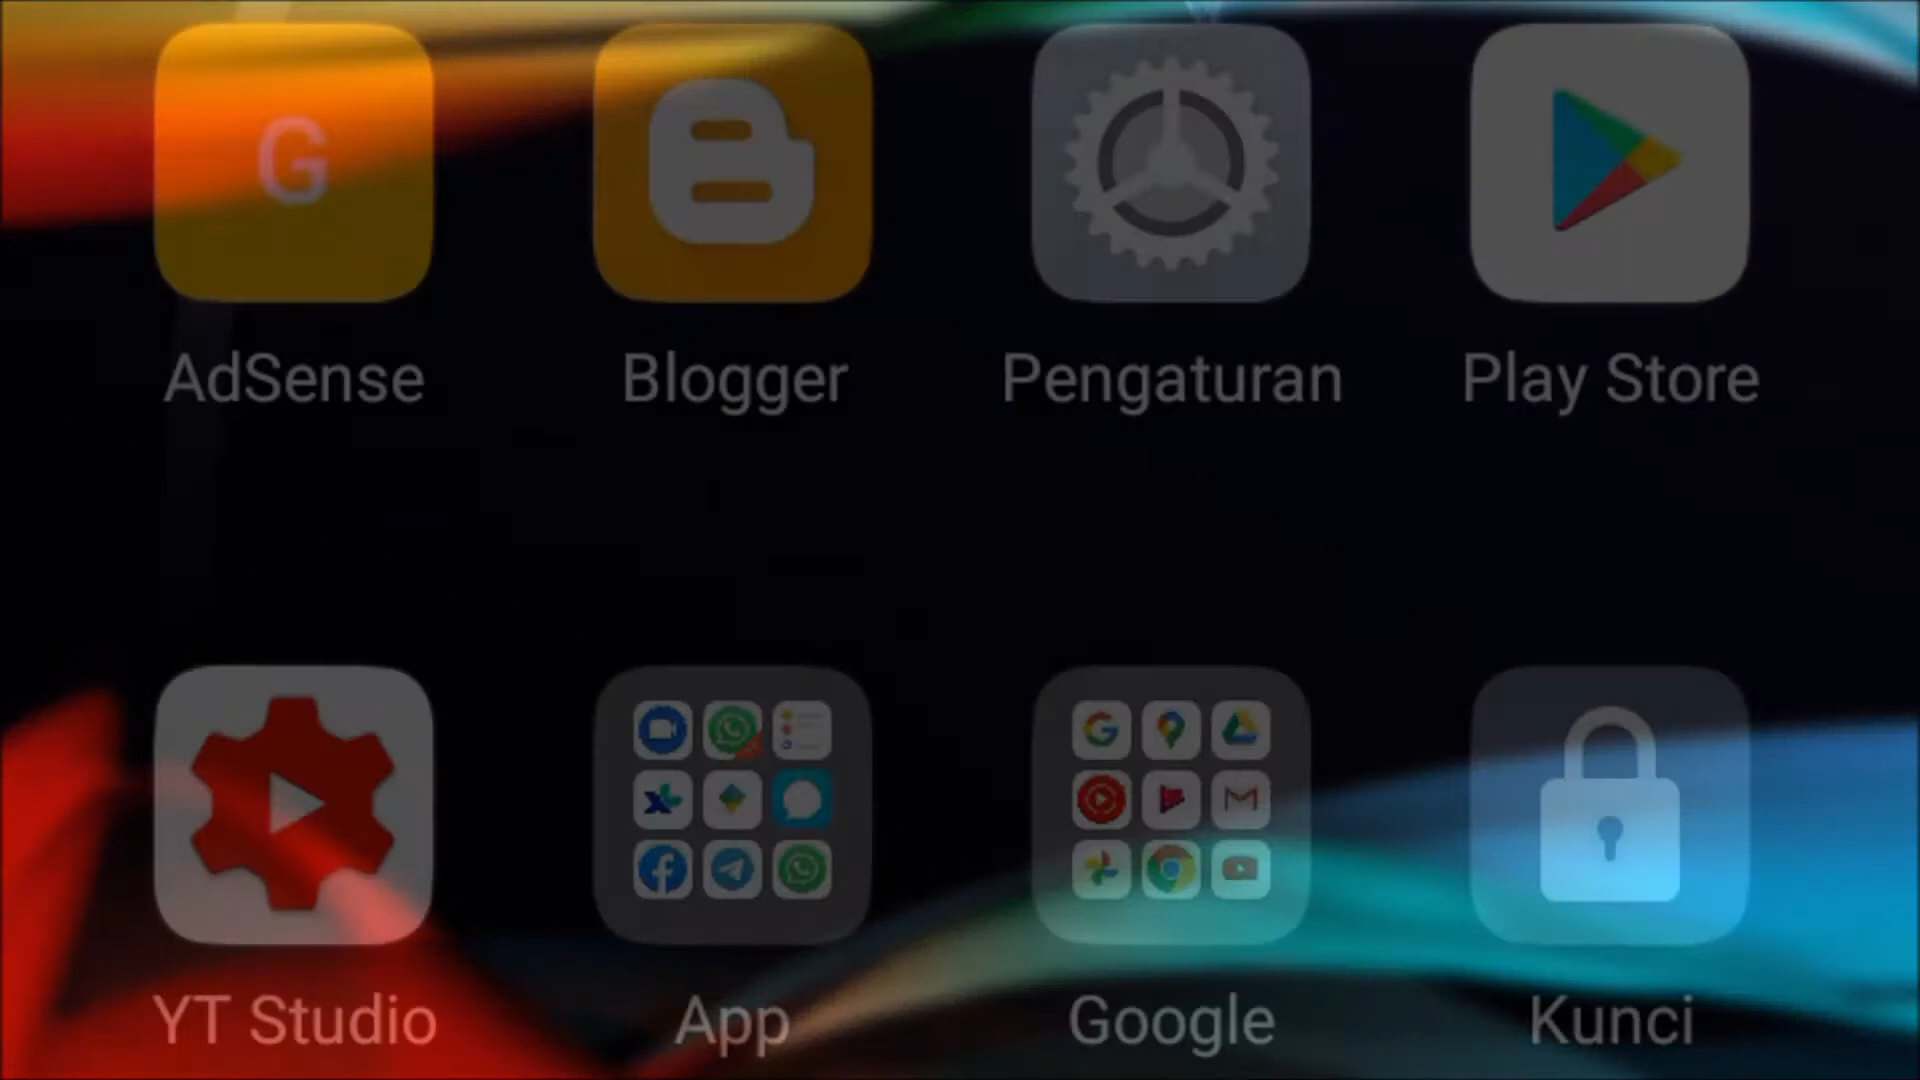 G
AdSense
Blogger
Pengaturan
Play Store
YT Studio
App
Google
Kunci